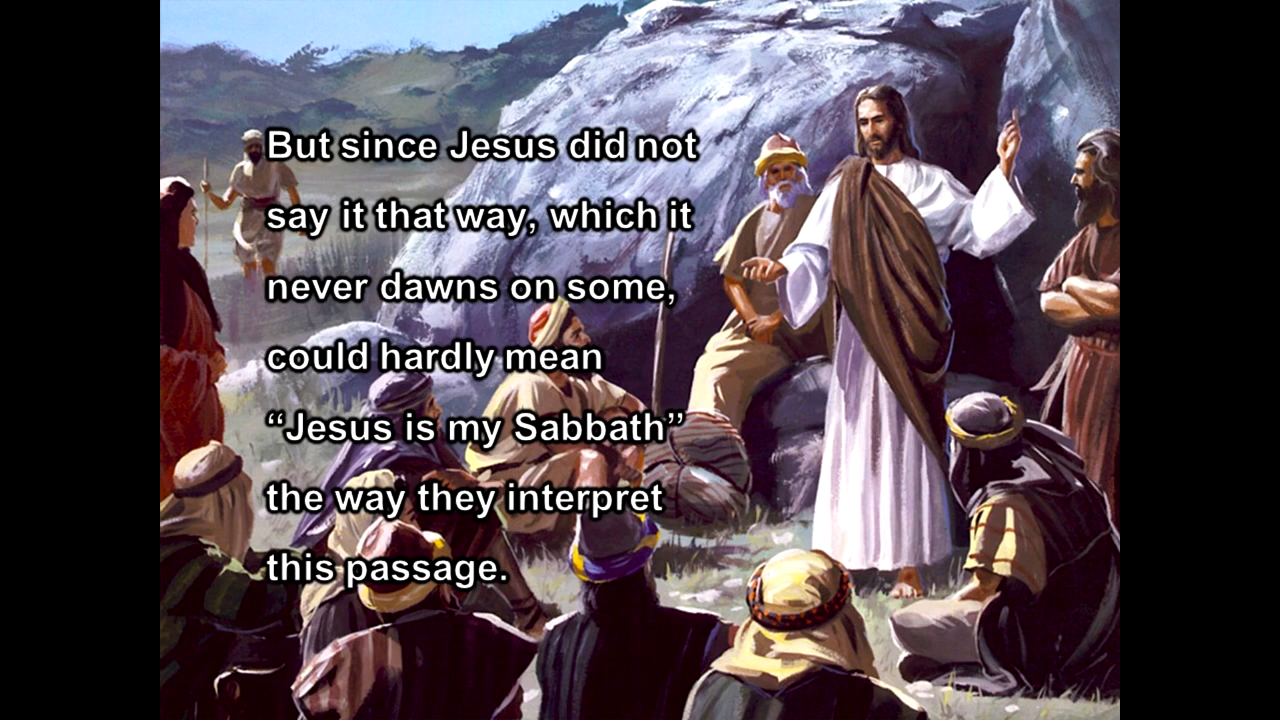 But since Jesus did not
say it that way, which it
never dawns on some,
could hardly mean
“Jesus is my Sabbath”
the way they interpret
this passage.